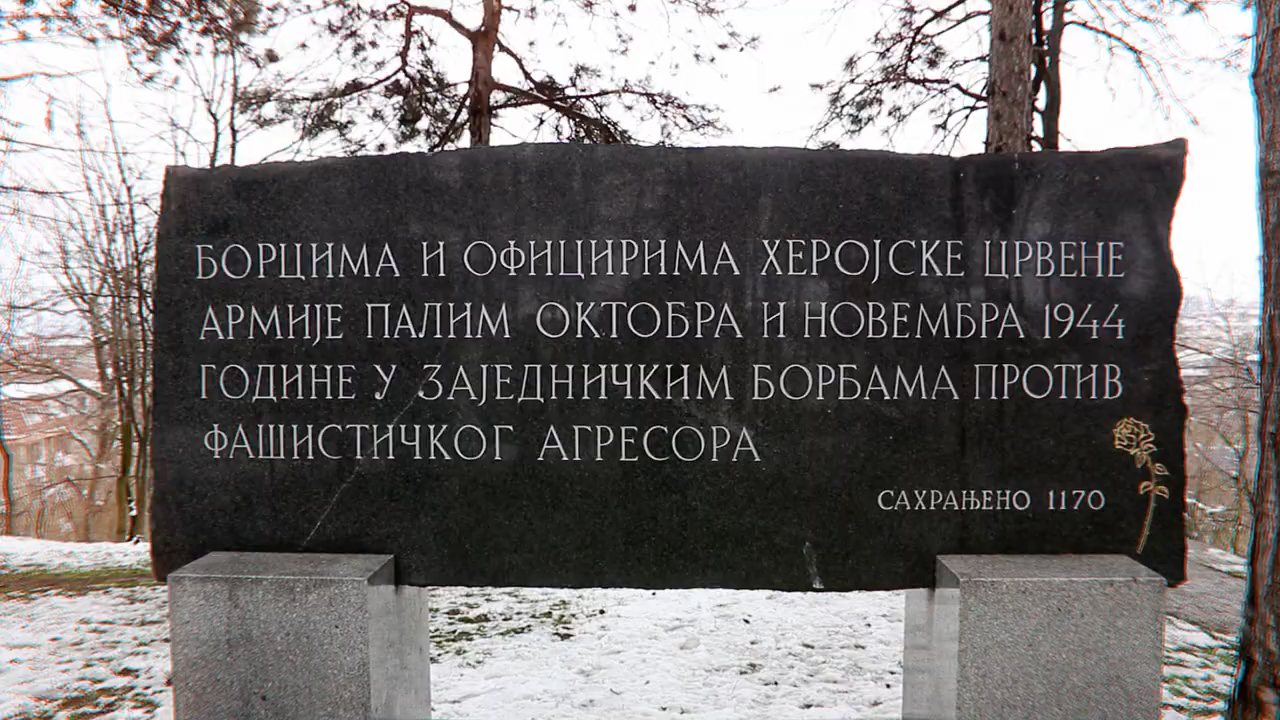 БОРЦИМА И ОФИЦИРИМА ХЕРОЈСКЕ ЦРВЕНЕ
АРМИЈЕ ПАЛИМ ОКТОБРА И НОВЕМБРА 1944
ГОДИНЕ У ЗАЈЕДНИЧКИМ БОРБАМА ПРОТИВ
ФАШИСТИЧКОГ АГРЕСОРА
САХРАЊЕНО 1170